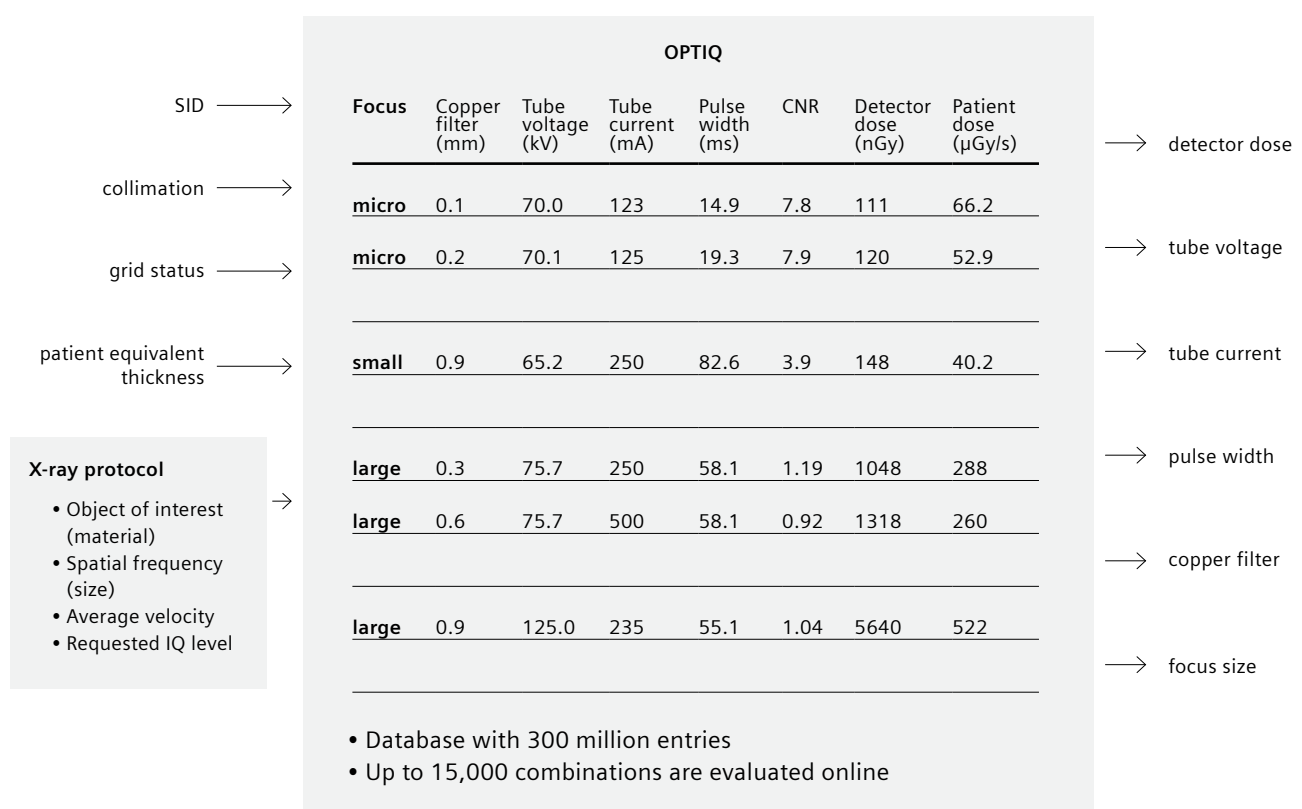 SID
collimation
grid status
patient equivalent
thickness
X-ray protocol
• Object of interest
(material)
• Spatial frequency
(size)
• Average velocity
• Requested IQ level
OPTIQ
Focus Copper filter (mm) Tube voltage (kV) Tube current (mA) Pulse width (ms) CNR Detector dose (nGy) Patient dose (µGy/s)
micro 0.1 70.0 123 14.9 7.8 111 66.2
micro 0.2 70.1 125 19.3 7.9 120 52.9
small 0.9 65.2 250 82.6 3.9 148 40.2
large 0.3 75.7 250 58.1 1.19 1048 288
large 0.6 75.7 500 58.1 0.92 1318 260
large 0.9 125.0 235 55.1 1.04 5640 522
• Database with 300 million entries
• Up to 15,000 combinations are evaluated online
detector dose
tube voltage
tube current
pulse width
copper filter
focus size